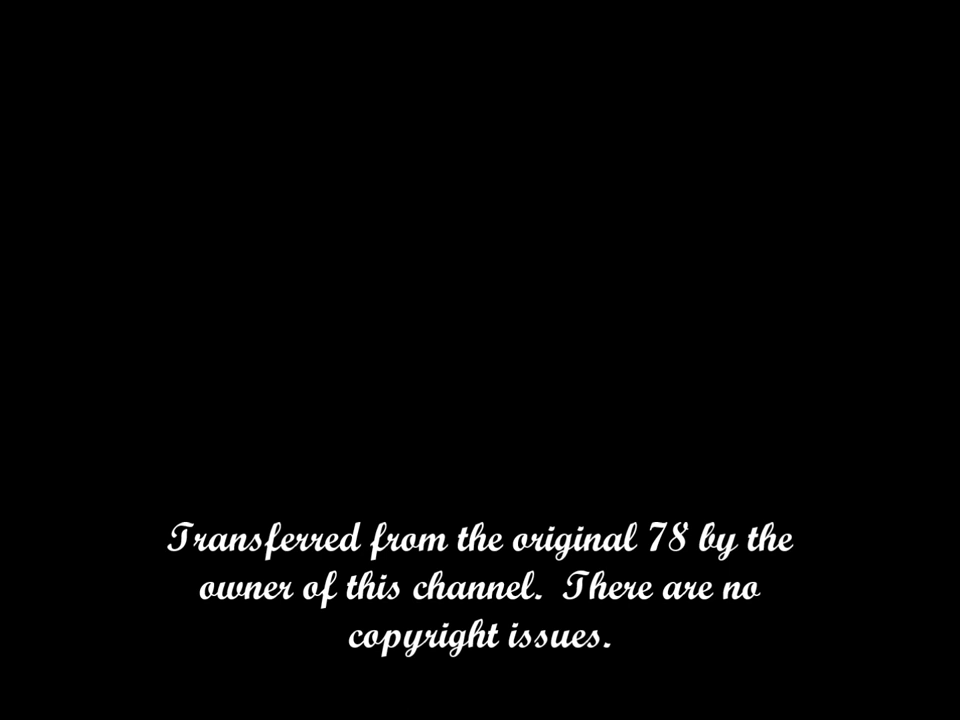 Transferred from the original 78 by the
owner of this channel.  There are no
copyright issues.